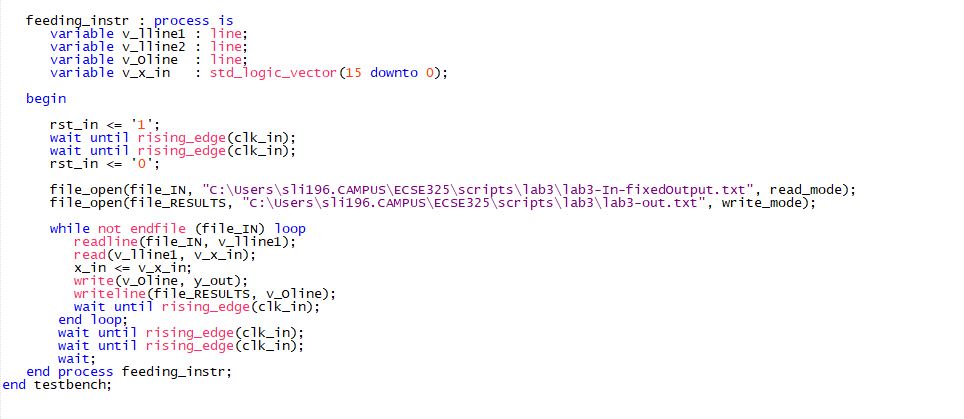 feeding_instr : process is
variable v_Iline1 : line;
variable v_Iline2 : line;
variable v_Oline : line;
variable v_x_in : std_logic_vector(15 downto 0);
begin
rst_in <= '1';
wait until rising_edge(clk_in);
wait until rising_edge(clk_in);
rst_in <= '0';
file_open(file_IN, "C:\Users\sli196.CAMPUS\ECSE325\scripts\lab3\lab3-In-fixedOutput.txt", read_mode);
file_open(file_RESULTS, "C:\Users\sli196.CAMPUS\ECSE325\scripts\lab3\lab3-out.txt", write_mode);
while not endfile (file_IN) loop
readline(file_IN, v_Iline1);
read(v_Iline1, v_x_in);
x_in <= v_x_in;
write(v_Oline, y_out);
writeline(file_RESULTS, v_Oline);
wait until rising_edge(clk_in);
end loop;
wait until rising_edge(clk_in);
wait until rising_edge(clk_in);
wait;
end process feeding_instr;
end testbench;